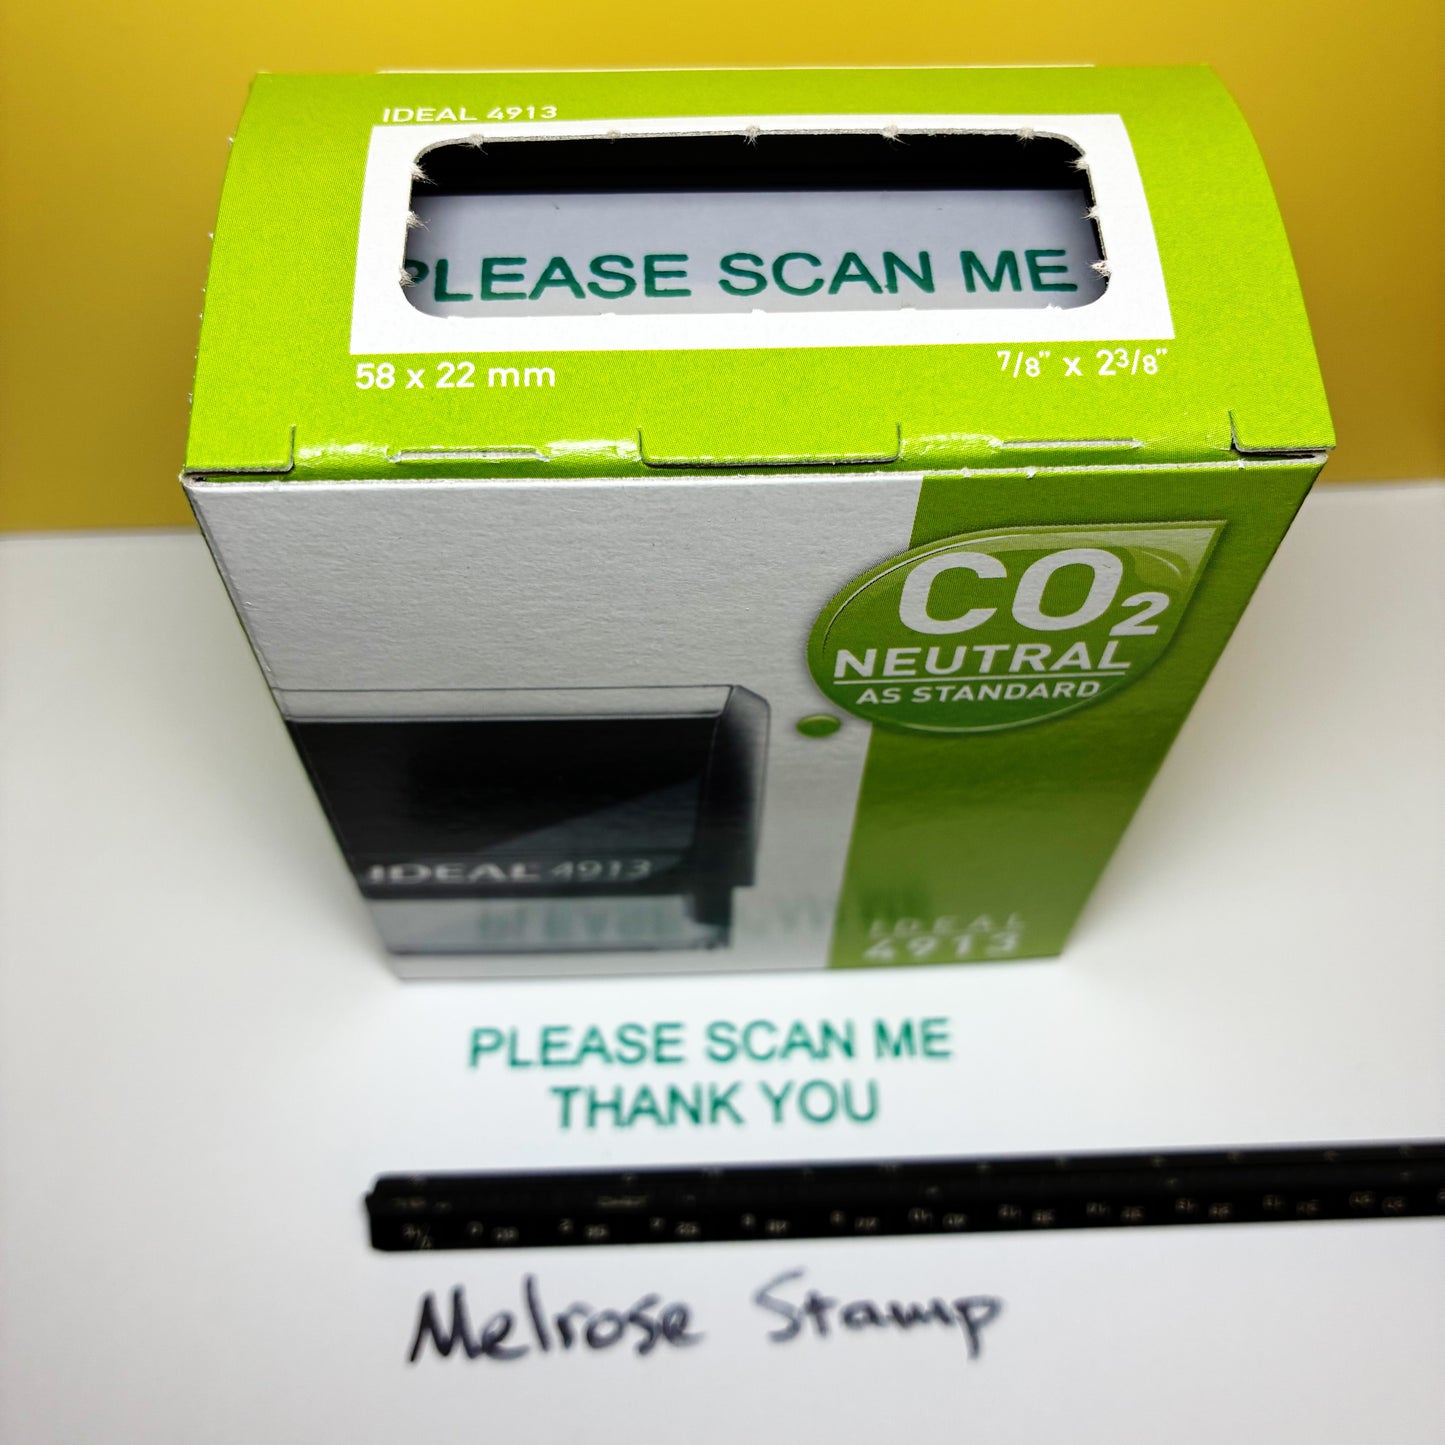 IDEAL 4913
PLEASE SCAN ME
58 x 22 mm
7/8" x 2 3/8"
CO2
NEUTRAL
AS STANDARD
IDEAL 4913
IDEAL
4913
PLEASE SCAN ME
THANK YOU
Melrose Stamp